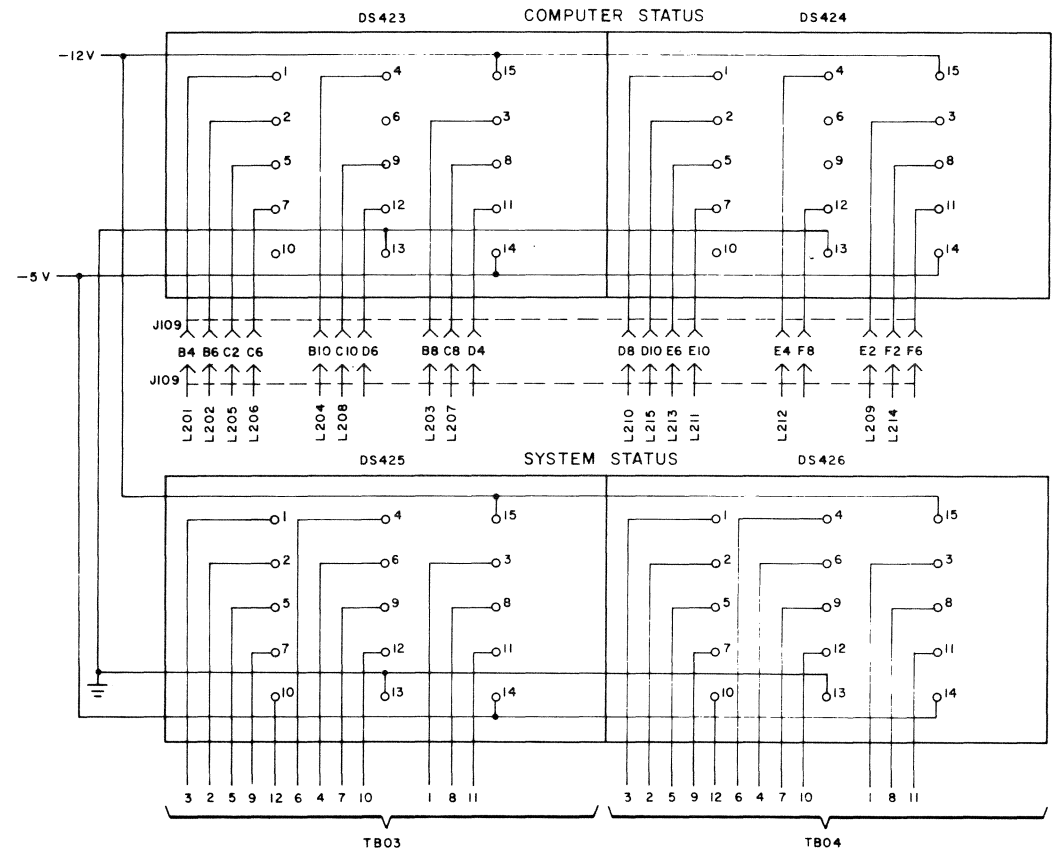 DS423 COMPUTER STATUS DS424
−12V
1 4 15 1 4 15
2 6 3 2 6 3
5 9 8 5 9 8
7 12 11 7 12 11
10 13 14 10 13 14
−5V
J109
B4 B6 C2 C6 B10 C10 D6 B8 C8 D4 D8 D10 E6 E10 E4 F8 E2 F2 F6
J109
L201 L202 L205 L206 L204 L208 L203 L207 L210 L215 L213 L211 L212 L209 L214
DS425 SYSTEM STATUS DS426
1 4 15 1 4 15
2 6 3 2 6 3
5 9 8 5 9 8
7 12 11 7 12 11
10 13 14 10 13 14
3 2 5 9 12 6 4 7 10 1 8 11 3 2 5 9 12 6 4 7 10 1 8 11
TB03 TB04